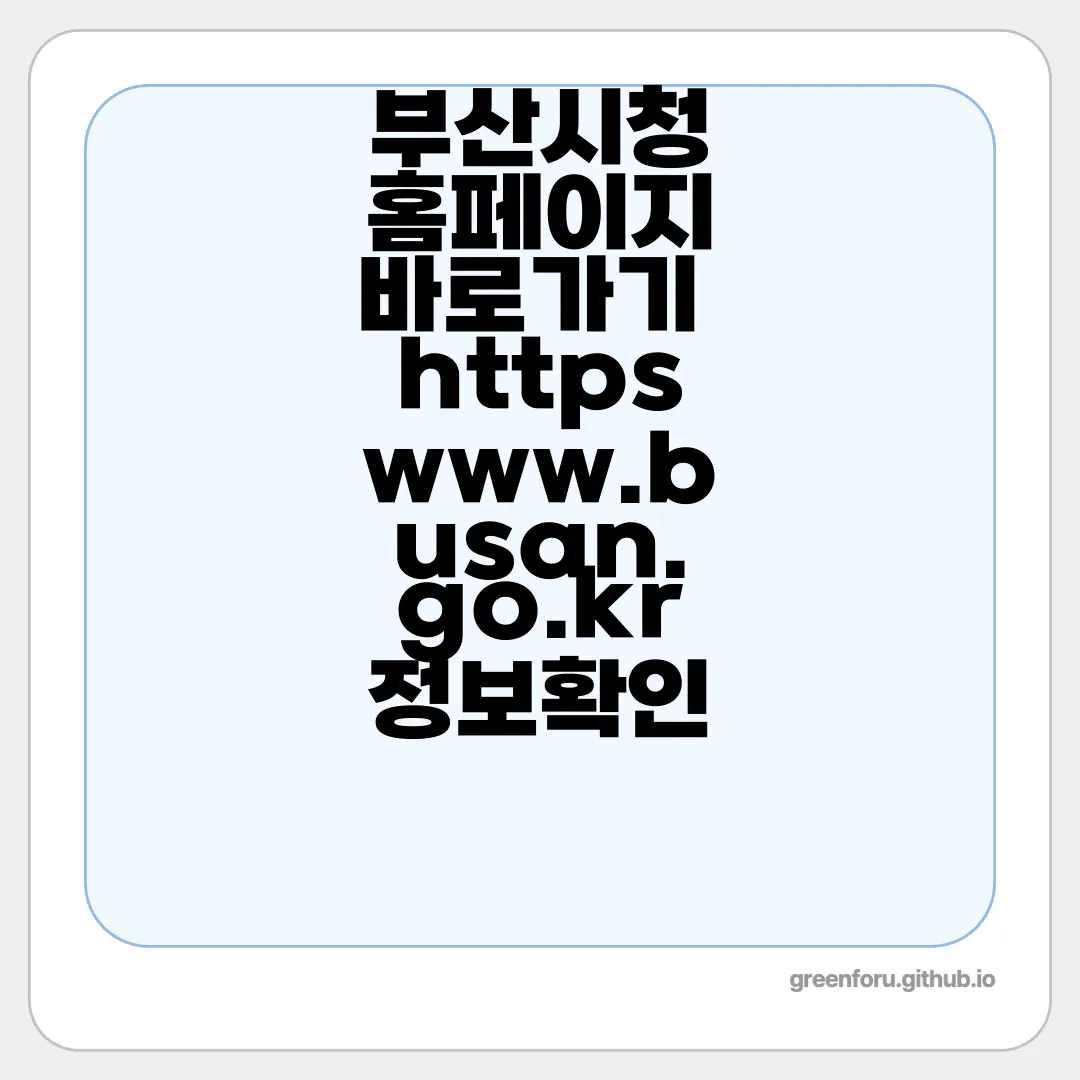 부산시청
홈페이지
바로가기
https
www.b
usan.
go.kr
정보확인
greenforu.github.io